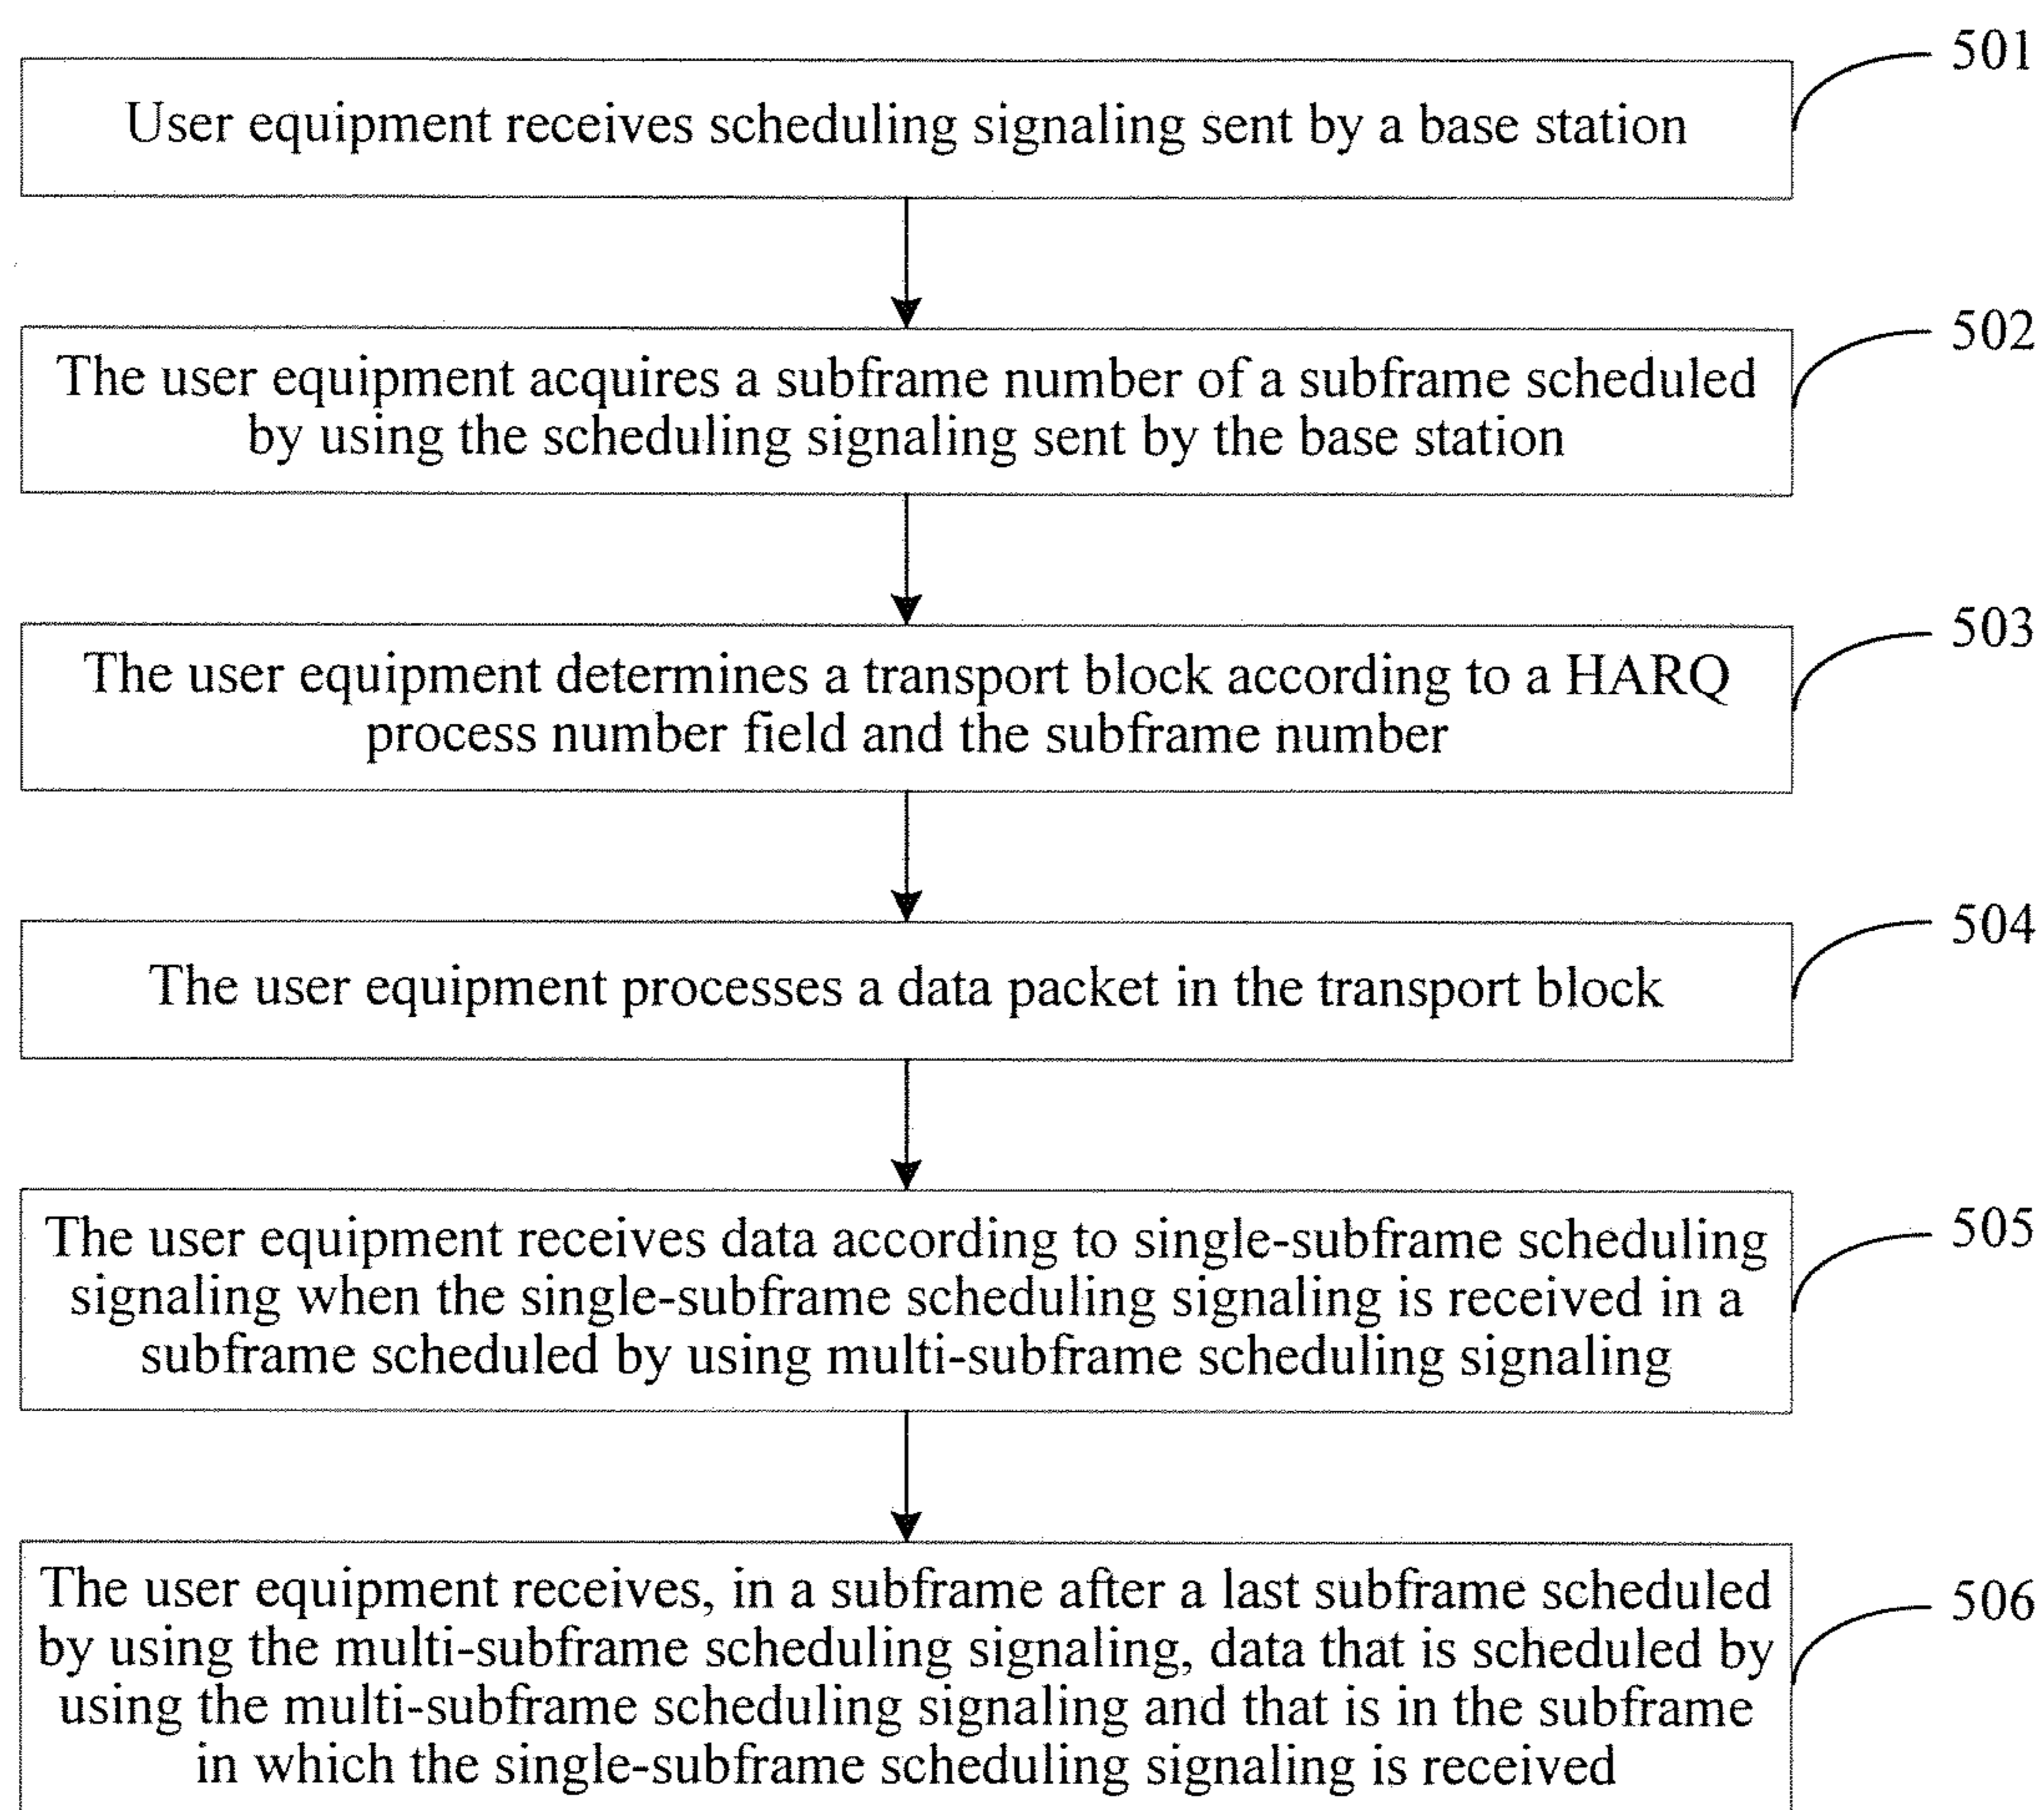 501
User equipment receives scheduling signaling sent by a base station
502
The user equipment acquires a subframe number of a subframe scheduled
by using the scheduling signaling sent by the base station
503
The user equipment determines a transport block according to a HARQ
process number field and the subframe number
504
The user equipment processes a data packet in the transport block
505
The user equipment receives data according to single-subframe scheduling
signaling when the single-subframe scheduling signaling is received in a
subframe scheduled by using multi-subframe scheduling signaling
506
The user equipment receives, in a subframe after a last subframe scheduled
by using the multi-subframe scheduling signaling, data that is scheduled by
using the multi-subframe scheduling signaling and that is in the subframe
in which the single-subframe scheduling signaling is received